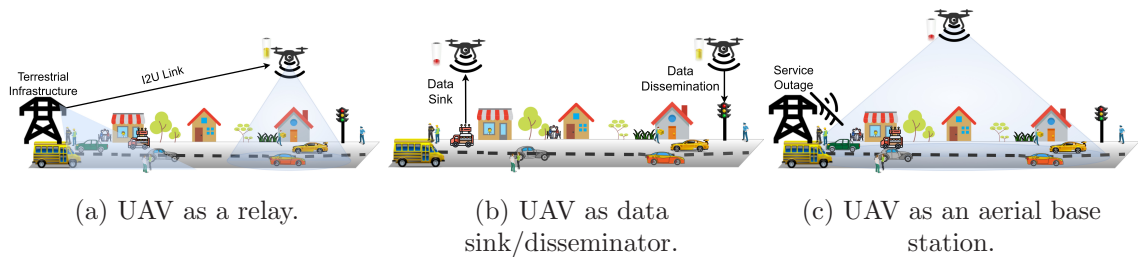 Terrestrial
Infrastructure
I2U Link
(a) UAV as a relay.
Data
Sink
Data
Dissemination
(b) UAV as data
sink/disseminator.
Service
Outage
(c) UAV as an aerial base
station.